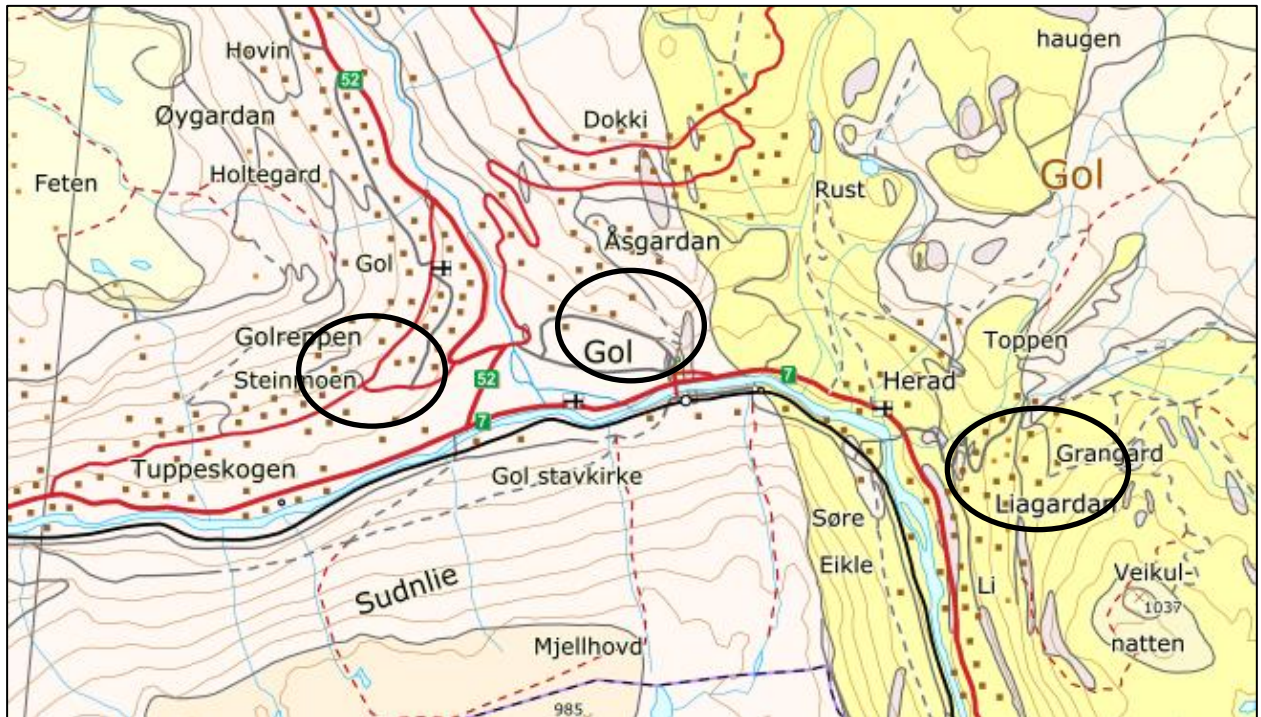 Hovin
haugen
52
Øygardan
Dokki
Holtegard
Feten
Gol
Rust
Åsgardan
Gol
Golreppen
Toppen
Gol
Steinmoen
52
7
Herad
7
Grangard
Tuppeskogen
Gol stavkirke
Liagardan
Søre
Eikle
Sudnlie
Li
Veikul-
1037
natten
Mjellhovd
985